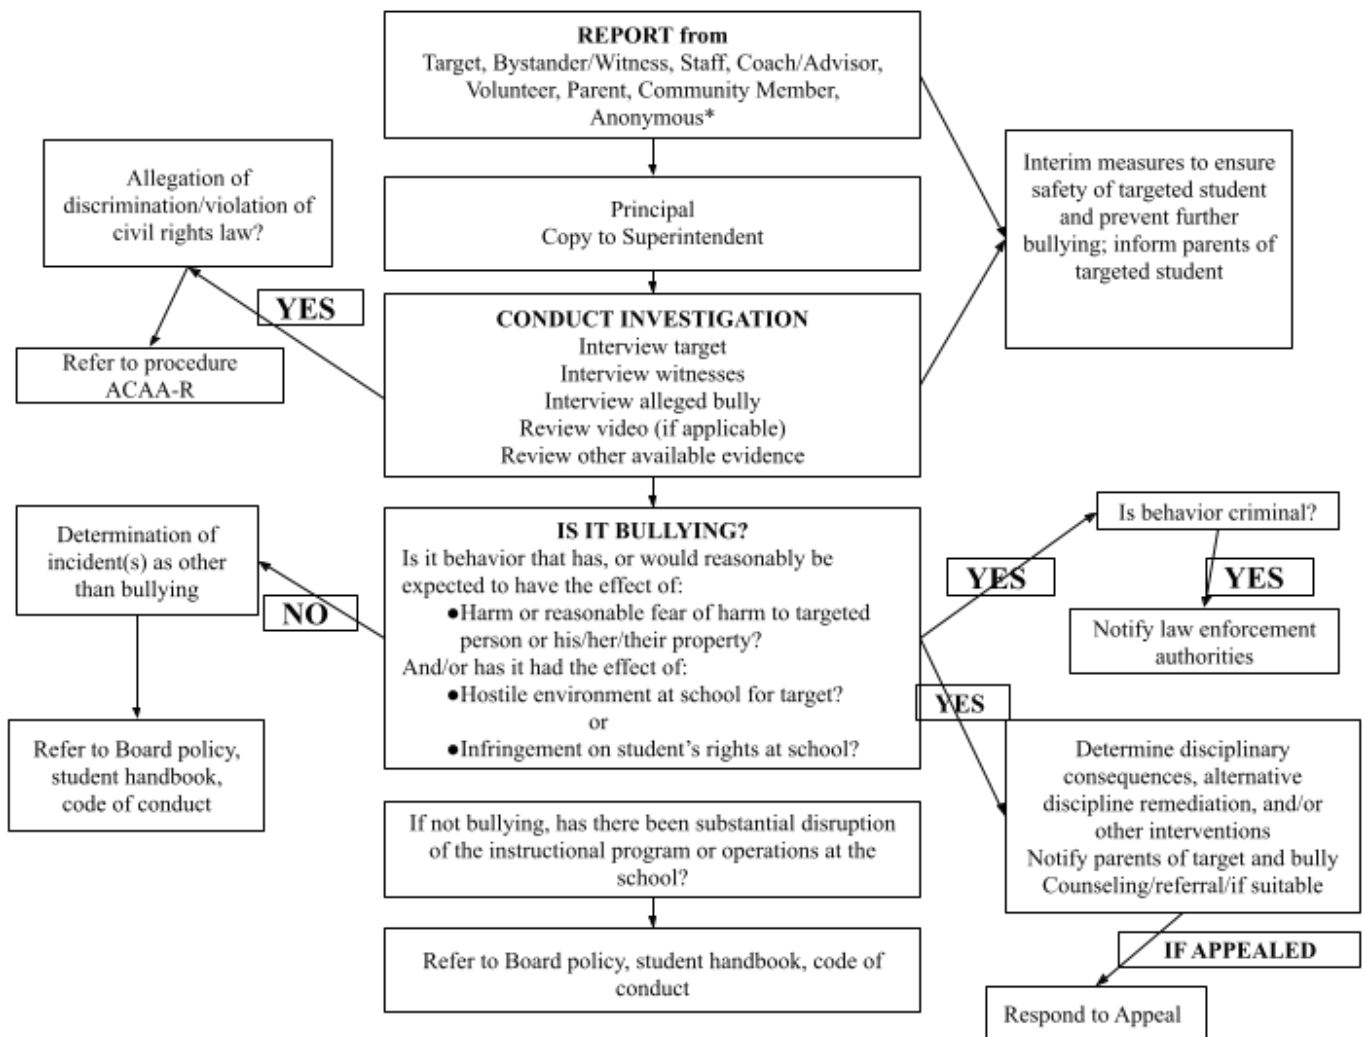 REPORT from
Target, Bystander/Witness, Staff, Coach/Advisor,
Volunteer, Parent, Community Member,
Anonymous*
Interim measures to ensure
safety of targeted student
and prevent further
bullying; inform parents of
targeted student
Allegation of
discrimination/violation of
civil rights law?
Principal
Copy to Superintendent
YES
Refer to procedure
ACAA-R
CONDUCT INVESTIGATION
Interview target
Interview witnesses
Interview alleged bully
Review video (if applicable)
Review other available evidence
Determination of
incident(s) as other
than bullying
NO
Refer to Board policy,
student handbook,
code of conduct
IS IT BULLYING?
Is it behavior that has, or would reasonably be
expected to have the effect of:
●Harm or reasonable fear of harm to targeted
person or his/her/their property?
And/or has it had the effect of:
●Hostile environment at school for target?
or
●Infringement on student’s rights at school?
YES
Is behavior criminal?
YES
Notify law enforcement
authorities
YES
Determine disciplinary
consequences, alternative
discipline remediation, and/or
other interventions
Notify parents of target and bully
Counseling/referral/if suitable
IF APPEALED
Respond to Appeal
If not bullying, has there been substantial disruption
of the instructional program or operations at the
school?
Refer to Board policy, student handbook, code of
conduct